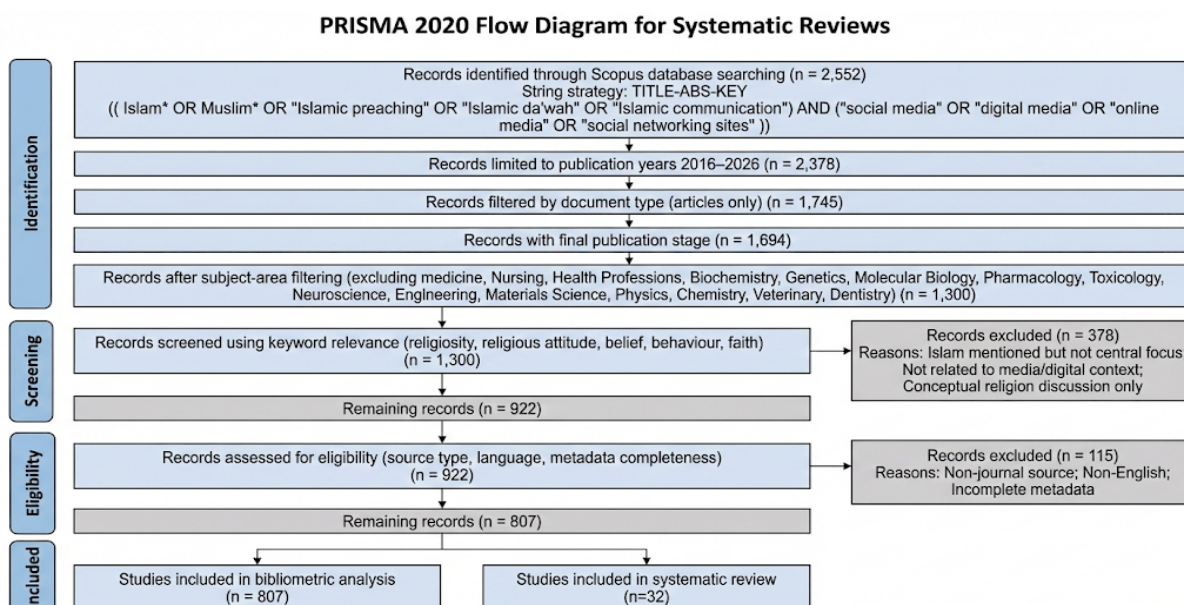 PRISMA 2020 Flow Diagram for Systematic Reviews
Identification
Records identified through Scopus database searching (n = 2,552)
String strategy: TITLE-ABS-KEY
(( Islam* OR Muslim* OR "Islamic preaching" OR "Islamic da'wah" OR "Islamic communication") AND ("social media" OR "digital media" OR "online
media" OR "social networking sites" ))
Records limited to publication years 2016–2026 (n = 2,378)
Records filtered by document type (articles only) (n = 1,745)
Records with final publication stage (n = 1,694)
Records after subject-area filtering (excluding medicine, Nursing, Health Professions, Biochemistry, Genetics, Molecular Biology, Pharmacology, Toxicology,
Neuroscience, Engineering, Materials Science, Physics, Chemistry, Veterinary, Dentistry) (n = 1,300)
Screening
Records screened using keyword relevance (religiosity, religious attitude, belief, behaviour, faith)
(n = 1,300)
Records excluded (n = 378)
Reasons: Islam mentioned but not central focus
Not related to media/digital context;
Conceptual religion discussion only
Remaining records (n = 922)
Eligibility
Records assessed for eligibility (source type, language, metadata completeness)
(n = 922)
Records excluded (n = 115)
Reasons: Non-journal source; Non-English;
Incomplete metadata
Remaining records (n = 807)
ncluded
Studies included in bibliometric analysis
(n = 807)
Studies included in systematic review
(n=32)